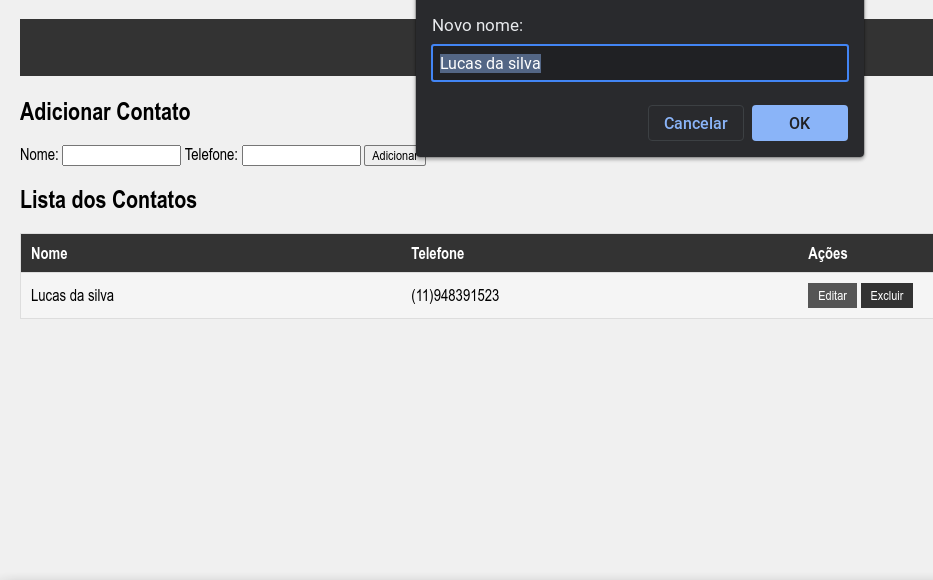 Novo nome:
Lucas da silva
Cancelar OK
Adicionar Contato
Nome: Telefone: Adicionar
Lista dos Contatos
Nome Telefone Ações
Lucas da silva (11)948391523 Editar Excluir